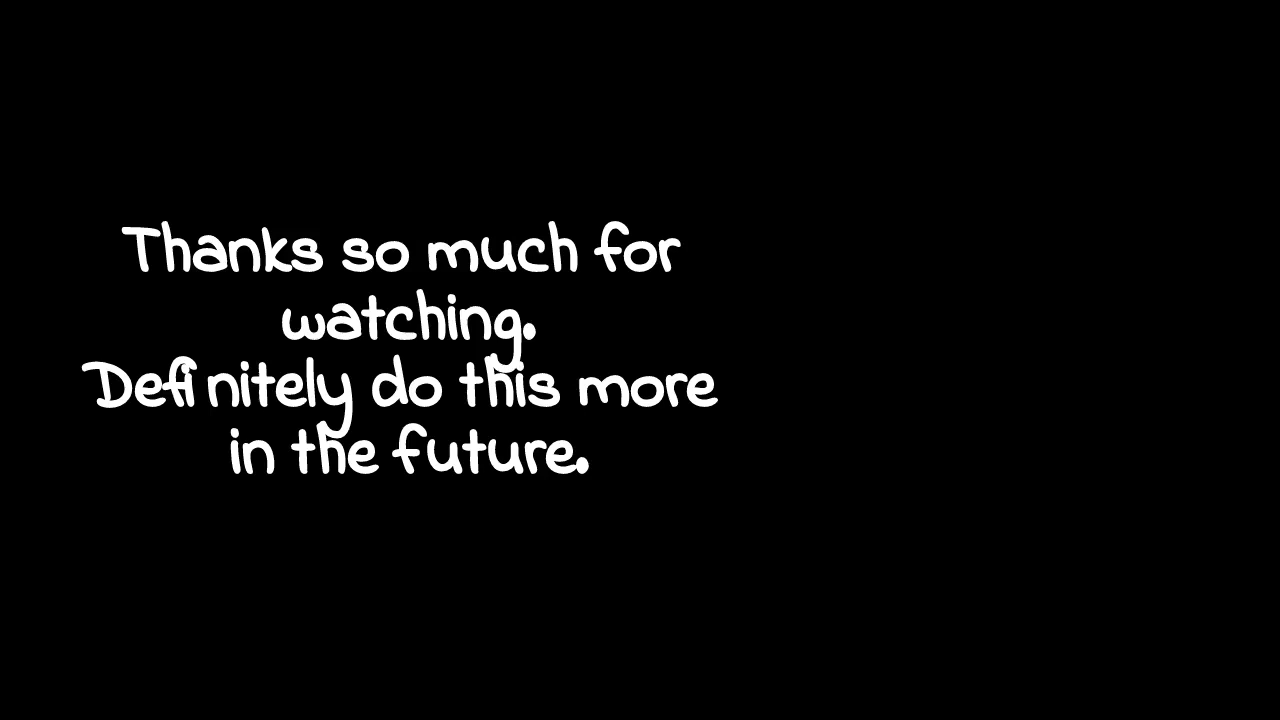 Thanks so much for
watching.
Definitely do this more
in the future.